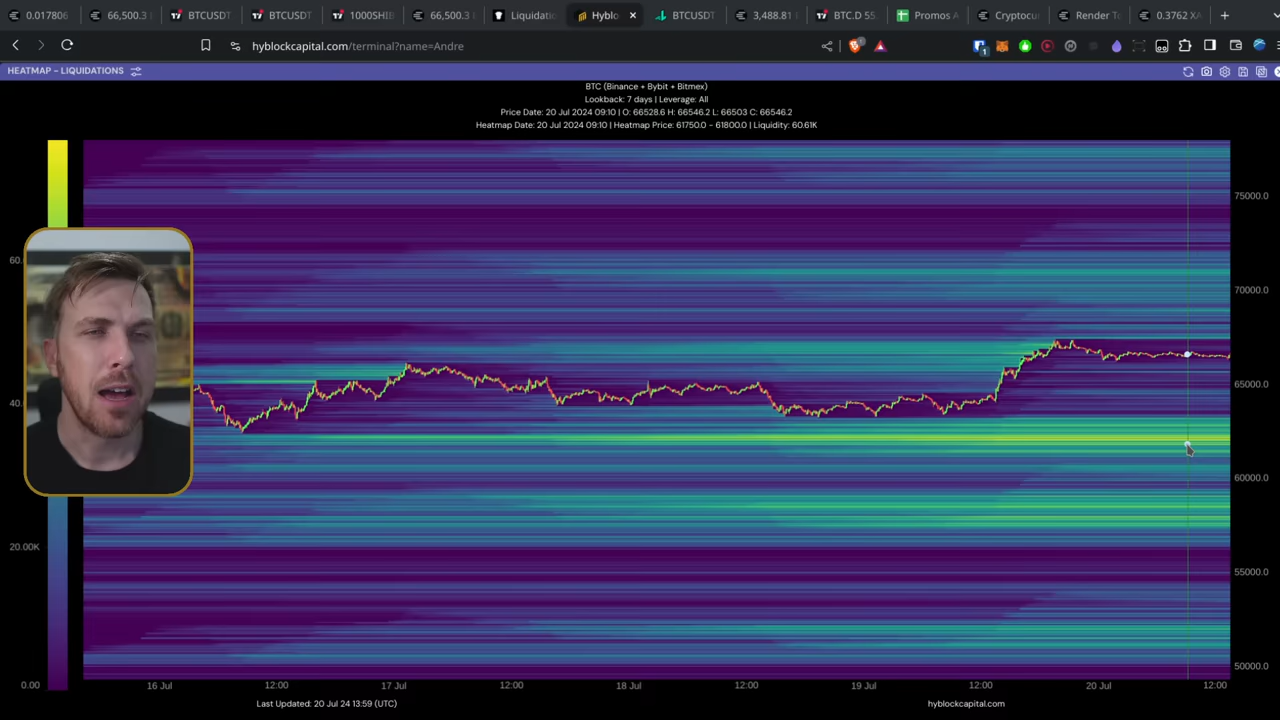 0.017806
66,500.3
BTCUSDT
BTCUSDT
1000SHIB
66,500.3
Liquidatio
Hyblo
BTCUSDT
3,488.81
BTC.D 55.
Promos A
Cryptocu
Render To
0.3762 XA
hyblockcapital.com/terminal?name=Andre
1
HEATMAP - LIQUIDATIONS
BTC (Binance + Bybit + Bitmex)
Lookback: 7 days | Leverage: All
Price Date: 20 Jul 2024 09:10 | O: 66528.6 H: 66546.2 L: 66503 C: 66546.2
Heatmap Date: 20 Jul 2024 09:10 | Heatmap Price: 61750.0 - 61800.0 | Liquidity: 60.61K
75000.0
60.
70000.0
65000.0
40.
60000.0
20.00K
55000.0
50000.0
0.00
16 Jul 12:00 17 Jul 12:00 18 Jul 12:00 19 Jul 12:00 20 Jul 12:00
Last Updated: 20 Jul 24 13:59 (UTC)
hyblockcapital.com